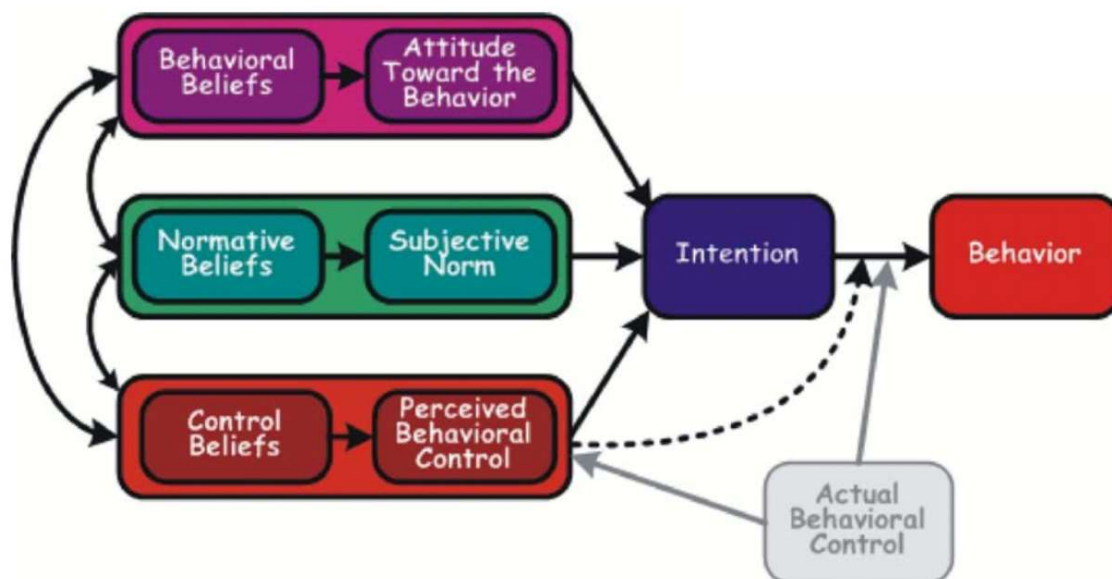 Behavioral
Beliefs
Attitude
Toward the
Behavior
Normative
Beliefs
Subjective
Norm
Intention
Behavior
Control
Beliefs
Perceived
Behavioral
Control
Actual
Behavioral
Control